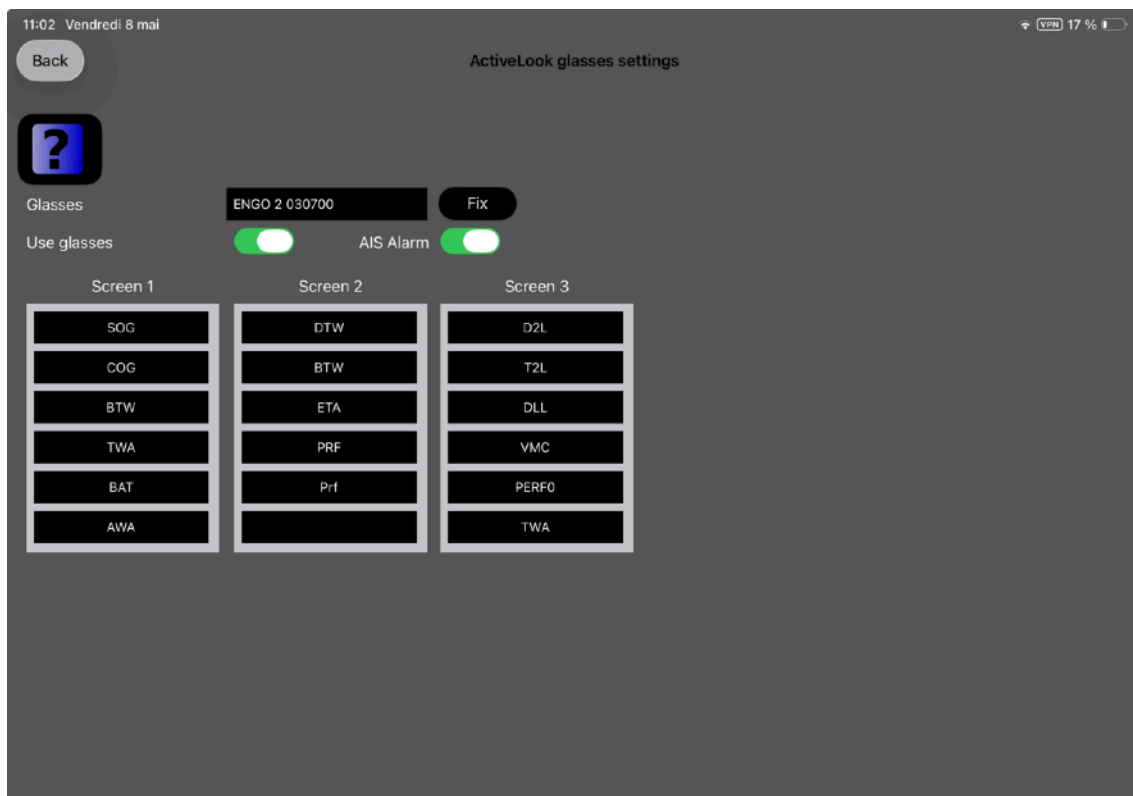 11:02 Vendredi 8 mai VPN 17 %
Back ActiveLook glasses settings
?
Glasses ENGO 2 030700 Fix
Use glasses AIS Alarm
Screen 1 Screen 2 Screen 3
SOG DTW D2L
COG BTW T2L
BTW ETA DLL
TWA PRF VMC
BAT Prf PERF0
AWA TWA